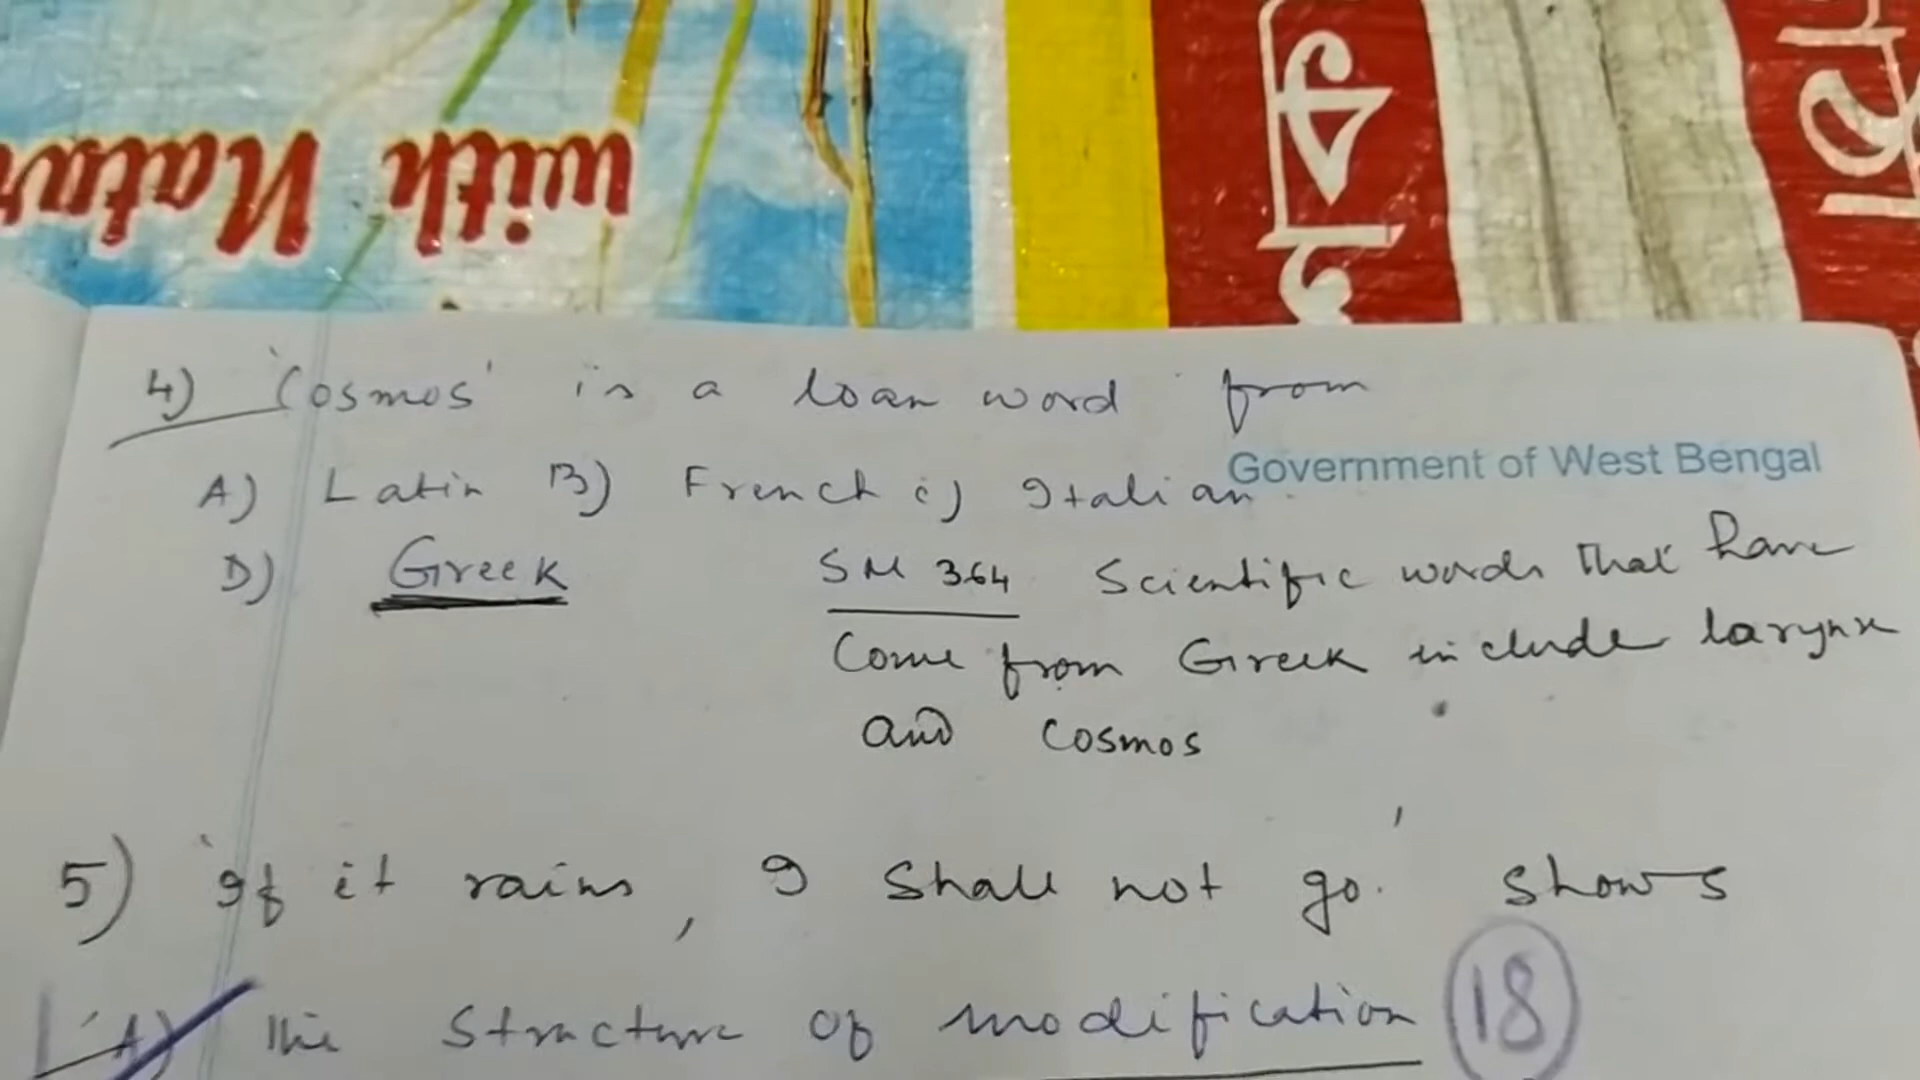 with Natur
4) 'Cosmos' is a loan word from
Government of West Bengal
A) Latin B) French c) Italian
D) Greek
SM 364 Scientific words that have
Come from Greek include larynx
and cosmos
5) 'If it rains, I shall not go.' shows
A) The structure of modification 18